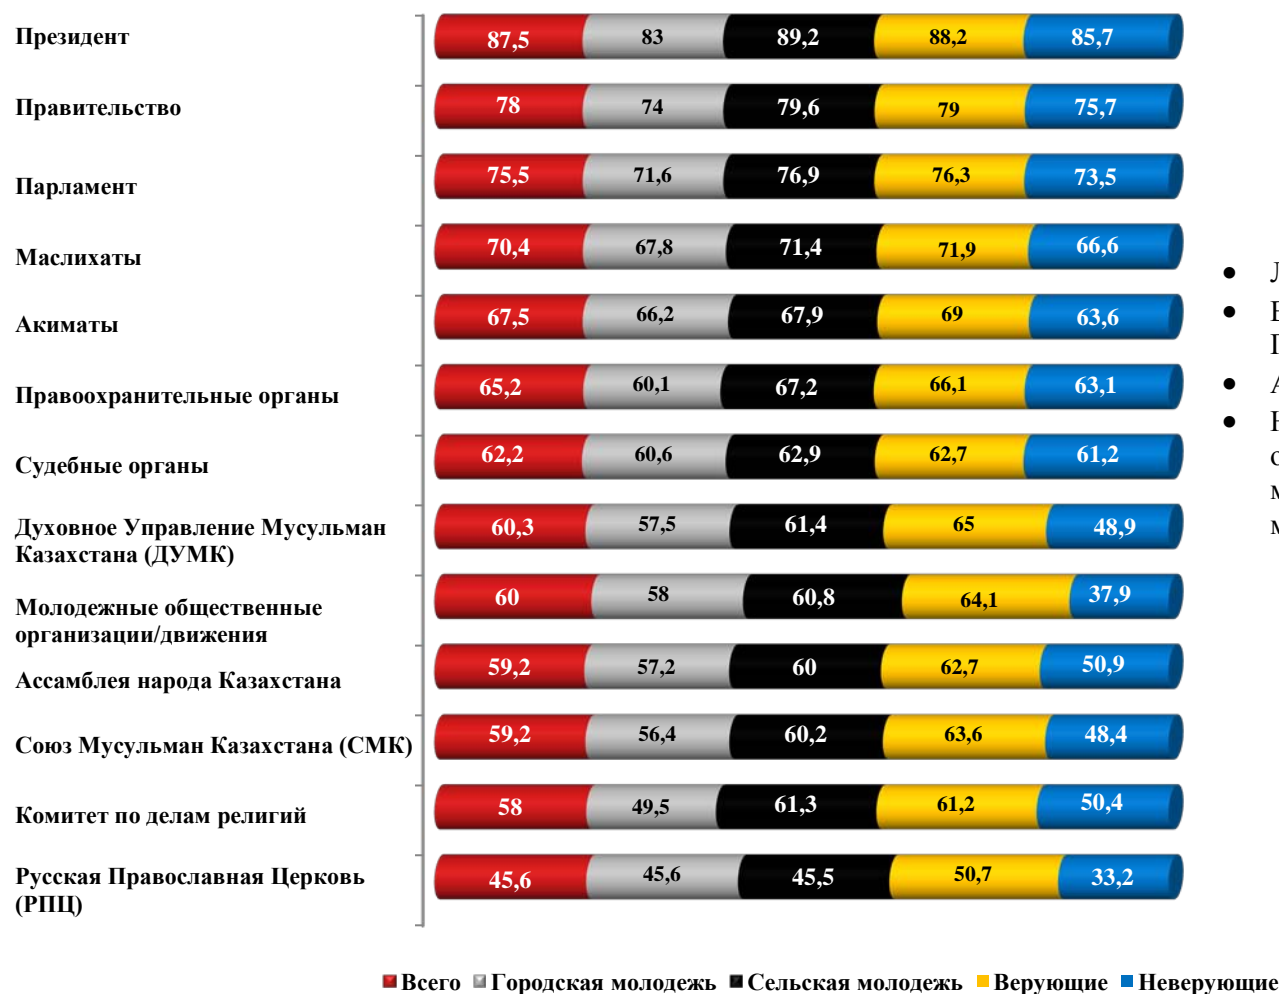 Президент
87,5 83 89,2 88,2 85,7
Правительство
78 74 79,6 79 75,7
Парламент
75,5 71,6 76,9 76,3 73,5
Маслихаты
70,4 67,8 71,4 71,9 66,6
Акиматы
67,5 66,2 67,9 69 63,6
Правоохранительные органы
65,2 60,1 67,2 66,1 63,1
Судебные органы
62,2 60,6 62,9 62,7 61,2
Духовное Управление Мусульман
Казахстана (ДУМК)
60,3 57,5 61,4 65 48,9
Молодежные общественные
организации/движения
60 58 60,8 64,1 37,9
Ассамблея народа Казахстана
59,2 57,2 60 62,7 50,9
Союз Мусульман Казахстана (СМК)
59,2 56,4 60,2 63,6 48,4
Комитет по делам религий
58 49,5 61,3 61,2 50,4
Русская Православная Церковь
(РПЦ)
45,6 45,6 45,5 50,7 33,2
Всего Городская молодежь Сельская молодежь Верующие Неверующие